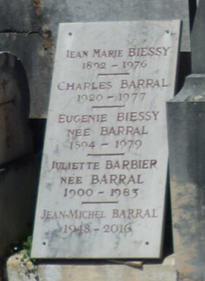 JEAN MARIE BIESSY
1892 - 1976
CHARLES BARRAL
1920 - 1977
EUGENIE BIESSY
NÉE BARRAL
1894 - 1979
JULIETTE BARBIER
NÉE BARRAL
1900 - 1983
JEAN-MICHEL BARRAL
1948 - 2016